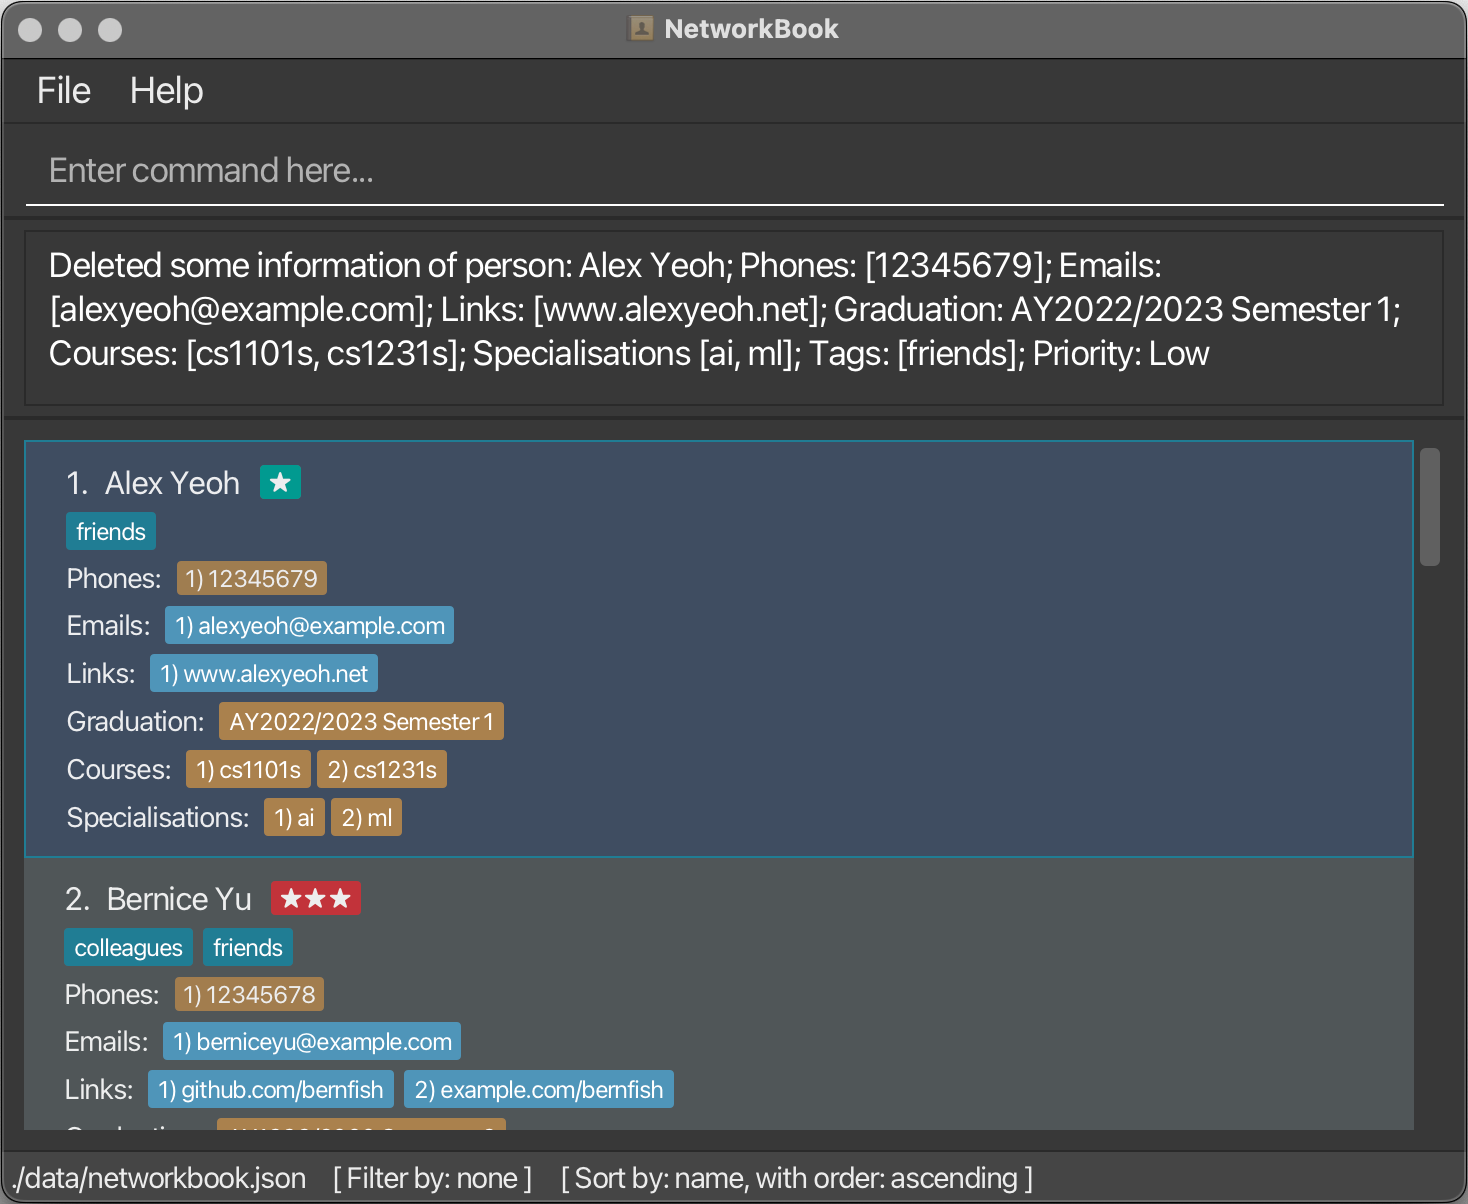 NetworkBook
File Help
Enter command here...
Deleted some information of person: Alex Yeoh; Phones: [12345679]; Emails:
[alexyeoh@example.com]; Links: [www.alexyeoh.net]; Graduation: AY2022/2023 Semester 1;
Courses: [cs1101s, cs1231s]; Specialisations [ai, ml]; Tags: [friends]; Priority: Low
1. Alex Yeoh
friends
Phones: 1) 12345679
Emails: 1) alexyeoh@example.com
Links: 1) www.alexyeoh.net
Graduation: AY2022/2023 Semester 1
Courses: 1) cs1101s 2) cs1231s
Specialisations: 1) ai 2) ml
2. Bernice Yu
colleagues friends
Phones: 1) 12345678
Emails: 1) berniceyu@example.com
Links: 1) github.com/bernfish 2) example.com/bernfish
./data/networkbook.json [ Filter by: none ] [ Sort by: name, with order: ascending ]